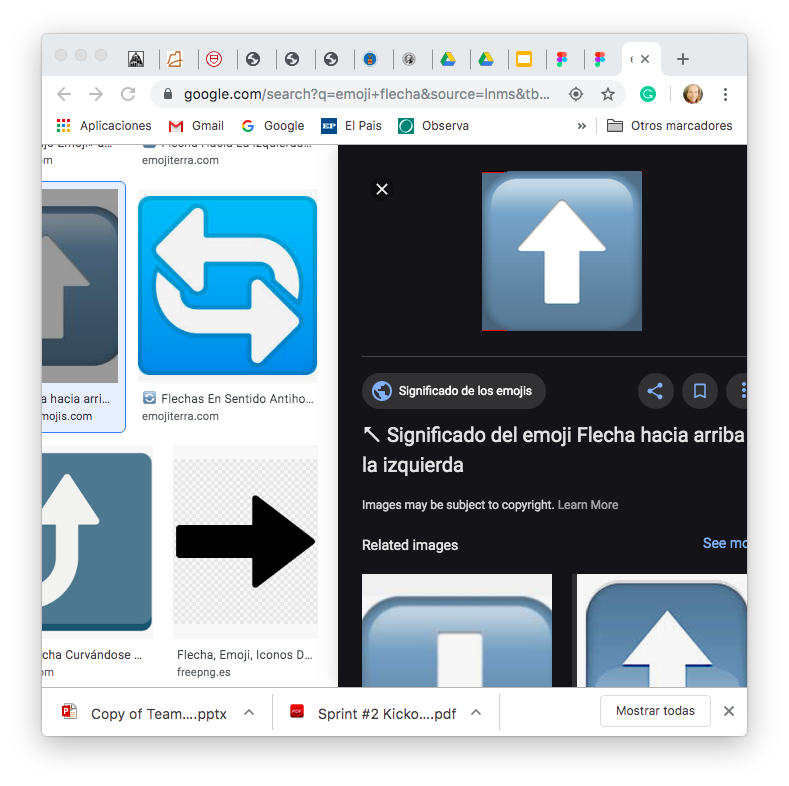 google.com/search?q=emoji+flecha&source=lnms&tb...
Aplicaciones Gmail Google El Pais Observa » Otros marcadores
emojiterra.com
a hacia arri...
mojis.com
Flechas En Sentido Antiho...
emojiterra.com
cha Curvándose ...
om
Flecha, Emoji, Iconos D...
freepng.es
Significado de los emojis
↖ Significado del emoji Flecha hacia arriba
la izquierda
Images may be subject to copyright. Learn More
Related images See mo
Copy of Team....pptx
Sprint #2 Kicko....pdf
Mostrar todas